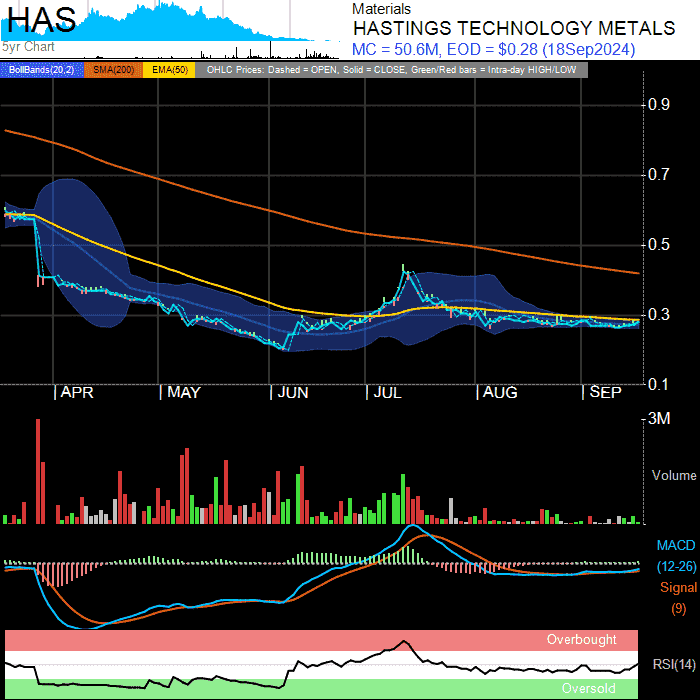 HAS
5yr Chart
Materials
HASTINGS TECHNOLOGY METALS
MC = 50.6M, EOD = $0.28 (18Sep2024)
BollBands(20,2) SMA(200) EMA(50) OHLC Prices: Dashed = OPEN, Solid = CLOSE, Green/Red bars = Intra-day HIGH/LOW
0.9
0.7
0.5
0.3
0.1
APR MAY JUN JUL AUG SEP
3M
Volume
MACD
(12-26)
Signal
(9)
Overbought
RSI(14)
Oversold